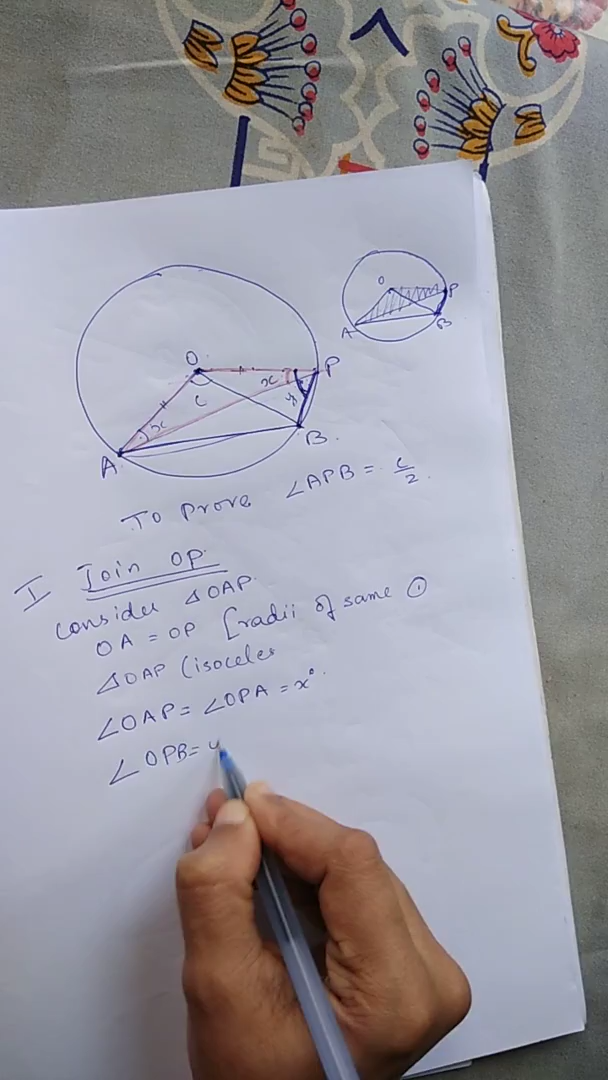 O
P
x
y
c
x
A
B
O
P
A
B
To prove ∠APB = c/2.
I Join OP.
Consider △OAP.
OA = OP [radii of same ⊙
△OAP (isoceles
∠OAP = ∠OPA = x°.
∠OPB = y